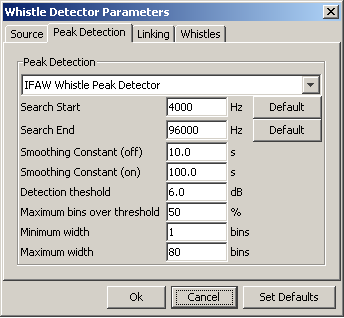 Whistle Detector Parameters
Source Peak Detection Linking Whistles
Peak Detection
IFAW Whistle Peak Detector
Search Start 4000 Hz Default
Search End 96000 Hz Default
Smoothing Constant (off) 10.0 s
Smoothing Constant (on) 100.0 s
Detection theshold 6.0 dB
Maximum bins over threshold 50 %
Minimum width 1 bins
Maximum width 80 bins
Ok Cancel Set Defaults